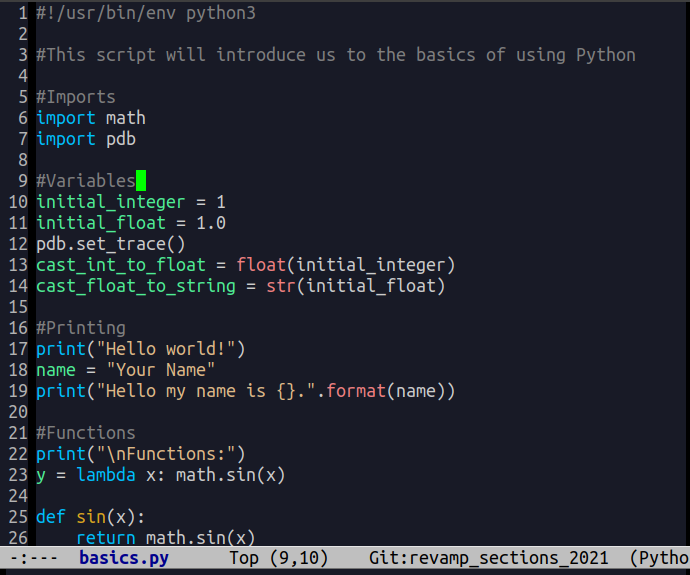 1 #!/usr/bin/env python3
2
3 #This script will introduce us to the basics of using Python
4
5 #Imports
6 import math
7 import pdb
8
9 #Variables
10 initial_integer = 1
11 initial_float = 1.0
12 pdb.set_trace()
13 cast_int_to_float = float(initial_integer)
14 cast_float_to_string = str(initial_float)
15
16 #Printing
17 print("Hello world!")
18 name = "Your Name"
19 print("Hello my name is {}.".format(name))
20
21 #Functions
22 print("\nFunctions:")
23 y = lambda x: math.sin(x)
24
25 def sin(x):
26     return math.sin(x)
-:---  basics.py      Top (9,10)    Git:revamp_sections_2021  (Pytho